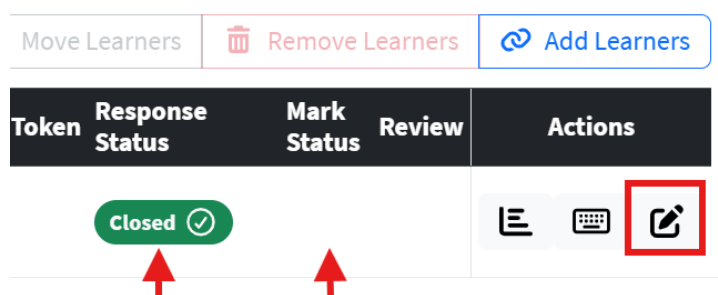 Move Learners Remove Learners Add Learners
Token Response Status Mark Status Review Actions
Closed